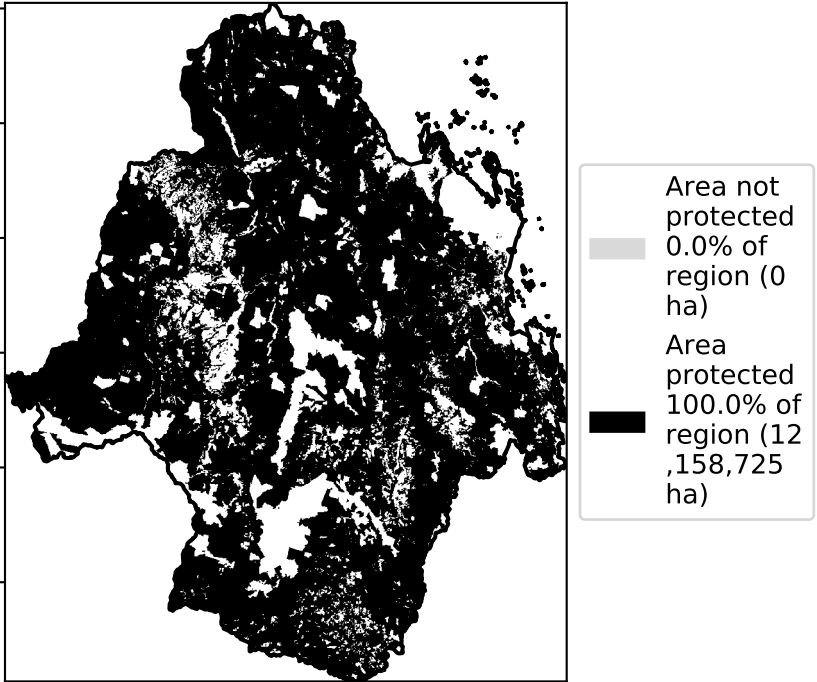 Area not
protected
0.0% of
region (0
ha)
Area
protected
100.0% of
region (12
,158,725
ha)